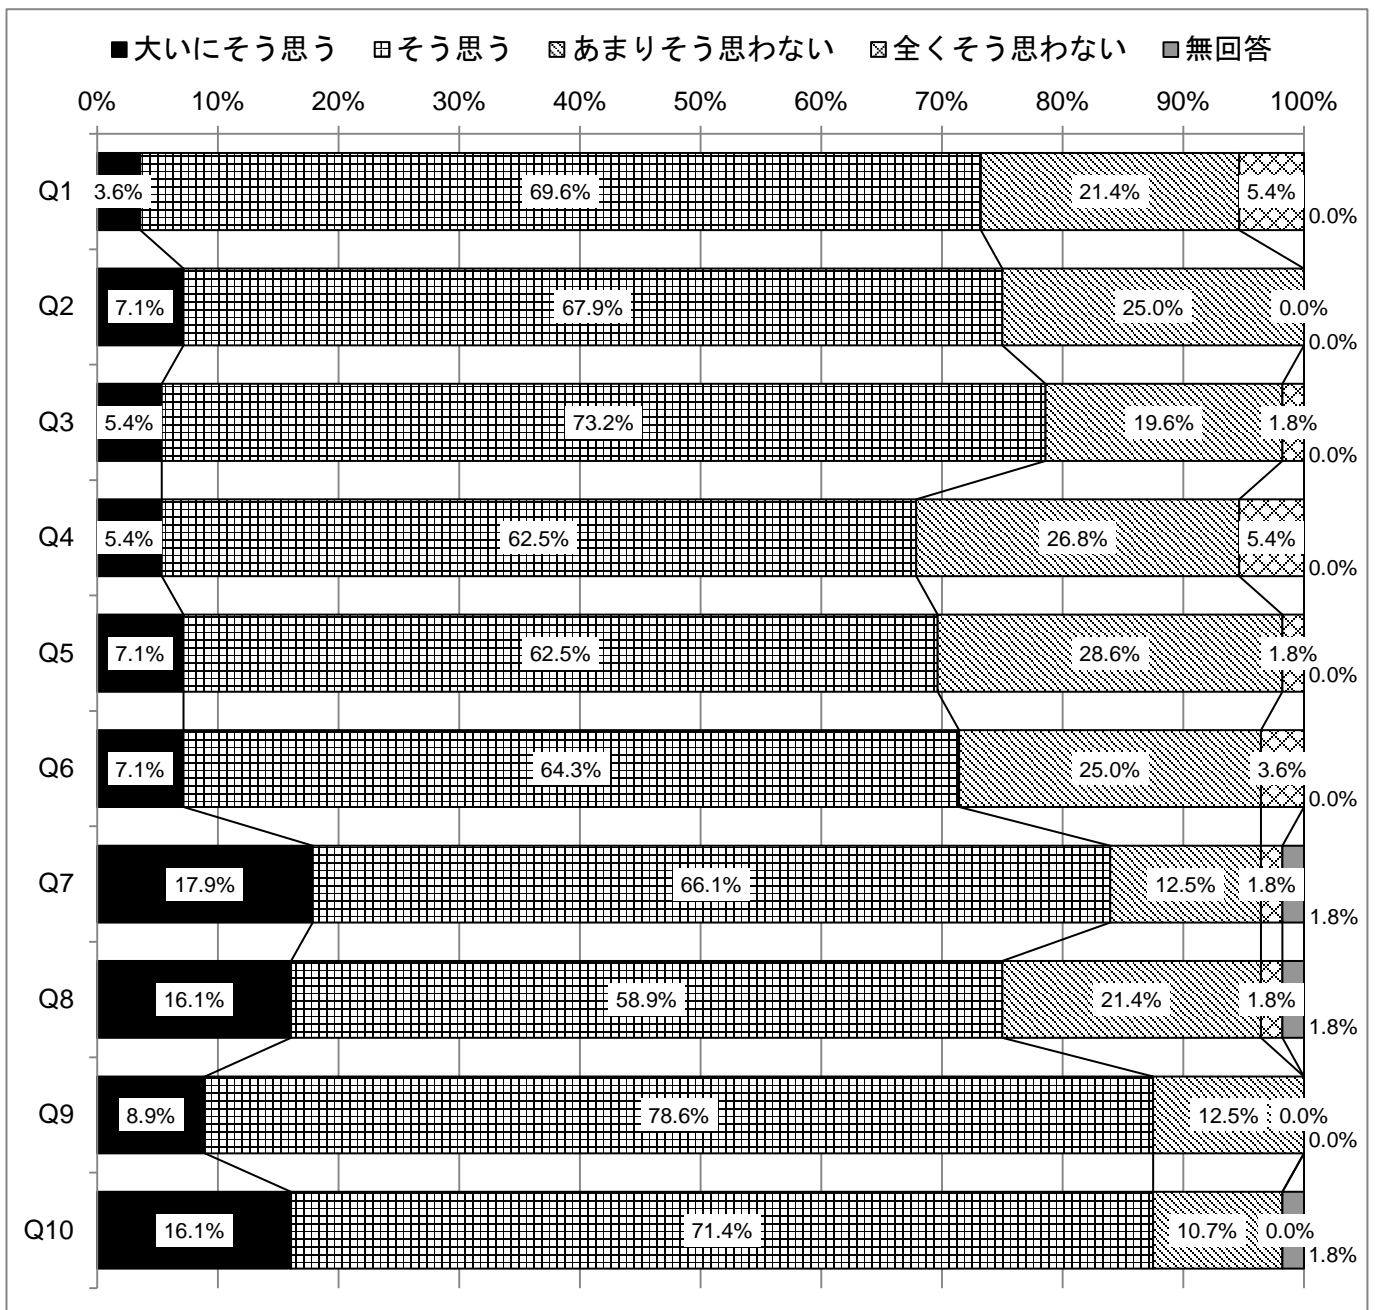 ■大いにそう思う 田そう思う ▧あまりそう思わない ▨全くそう思わない ■無回答
0% 10% 20% 30% 40% 50% 60% 70% 80% 90% 100%
Q1 3.6% 69.6% 21.4% 5.4% 0.0%
Q2 7.1% 67.9% 25.0% 0.0% 0.0%
Q3 5.4% 73.2% 19.6% 1.8% 0.0%
Q4 5.4% 62.5% 26.8% 5.4% 0.0%
Q5 7.1% 62.5% 28.6% 1.8% 0.0%
Q6 7.1% 64.3% 25.0% 3.6% 0.0%
Q7 17.9% 66.1% 12.5% 1.8% 1.8%
Q8 16.1% 58.9% 21.4% 1.8% 1.8%
Q9 8.9% 78.6% 12.5% 0.0% 0.0%
Q10 16.1% 71.4% 10.7% 0.0% 1.8%